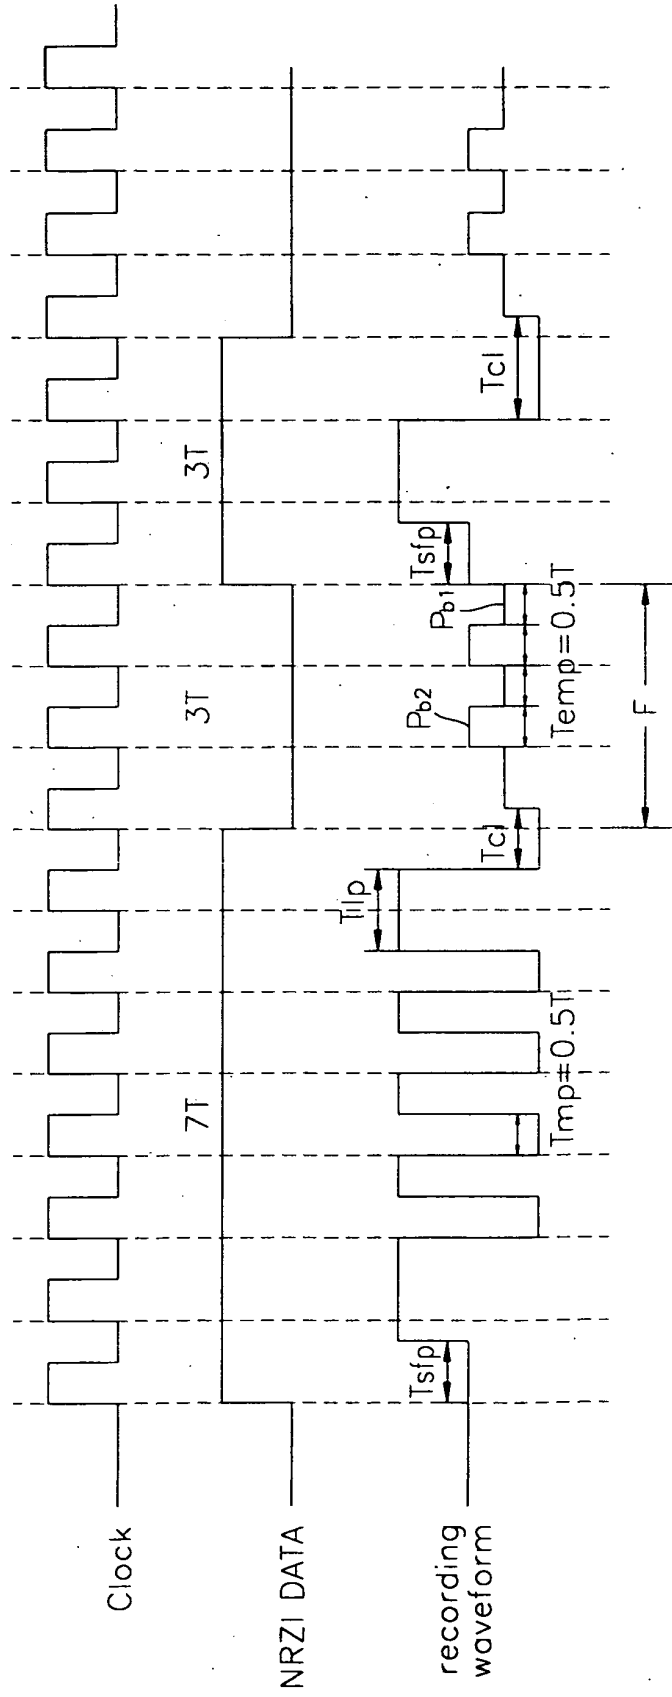 Clock
NRZI DATA
7T
3T
3T
recording
waveform
Tsfp
Tmp=0.5T
Tlp
Tcl
Pb2
Pb1
Temp=0.5T
Tsfp
Tcl
F